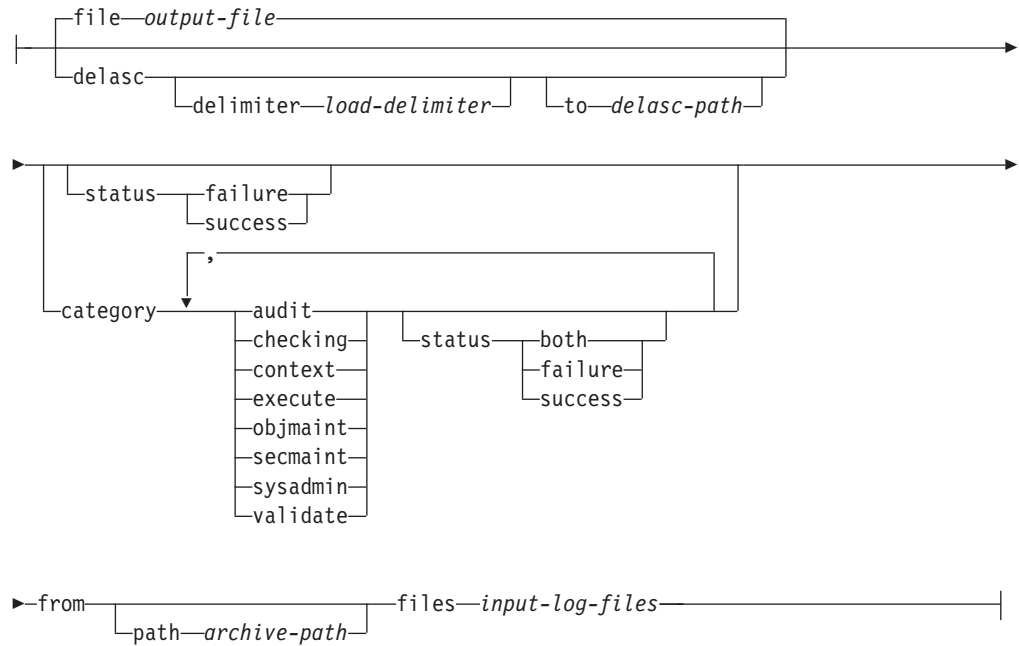 file output-file
delasc
delimiter load-delimiter to delasc-path
status failure
success
,
category audit
checking status both
context failure
execute success
objmaint
secmaint
sysadmin
validate
from files input-log-files
path archive-path